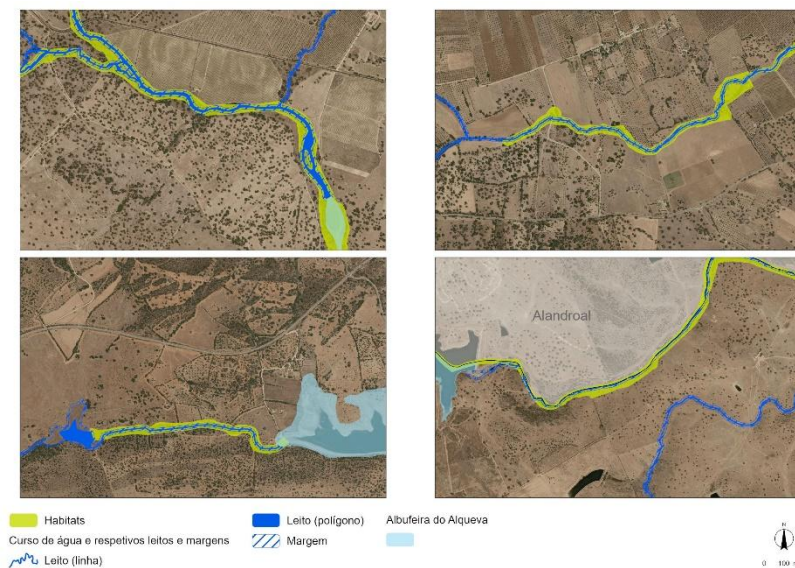 Alandroal
Habitats
Curso de água e respetivos leitos e margens
Leito (linha)
Leito (polígono)
Margem
Albufeira do Alqueva
N
0 100